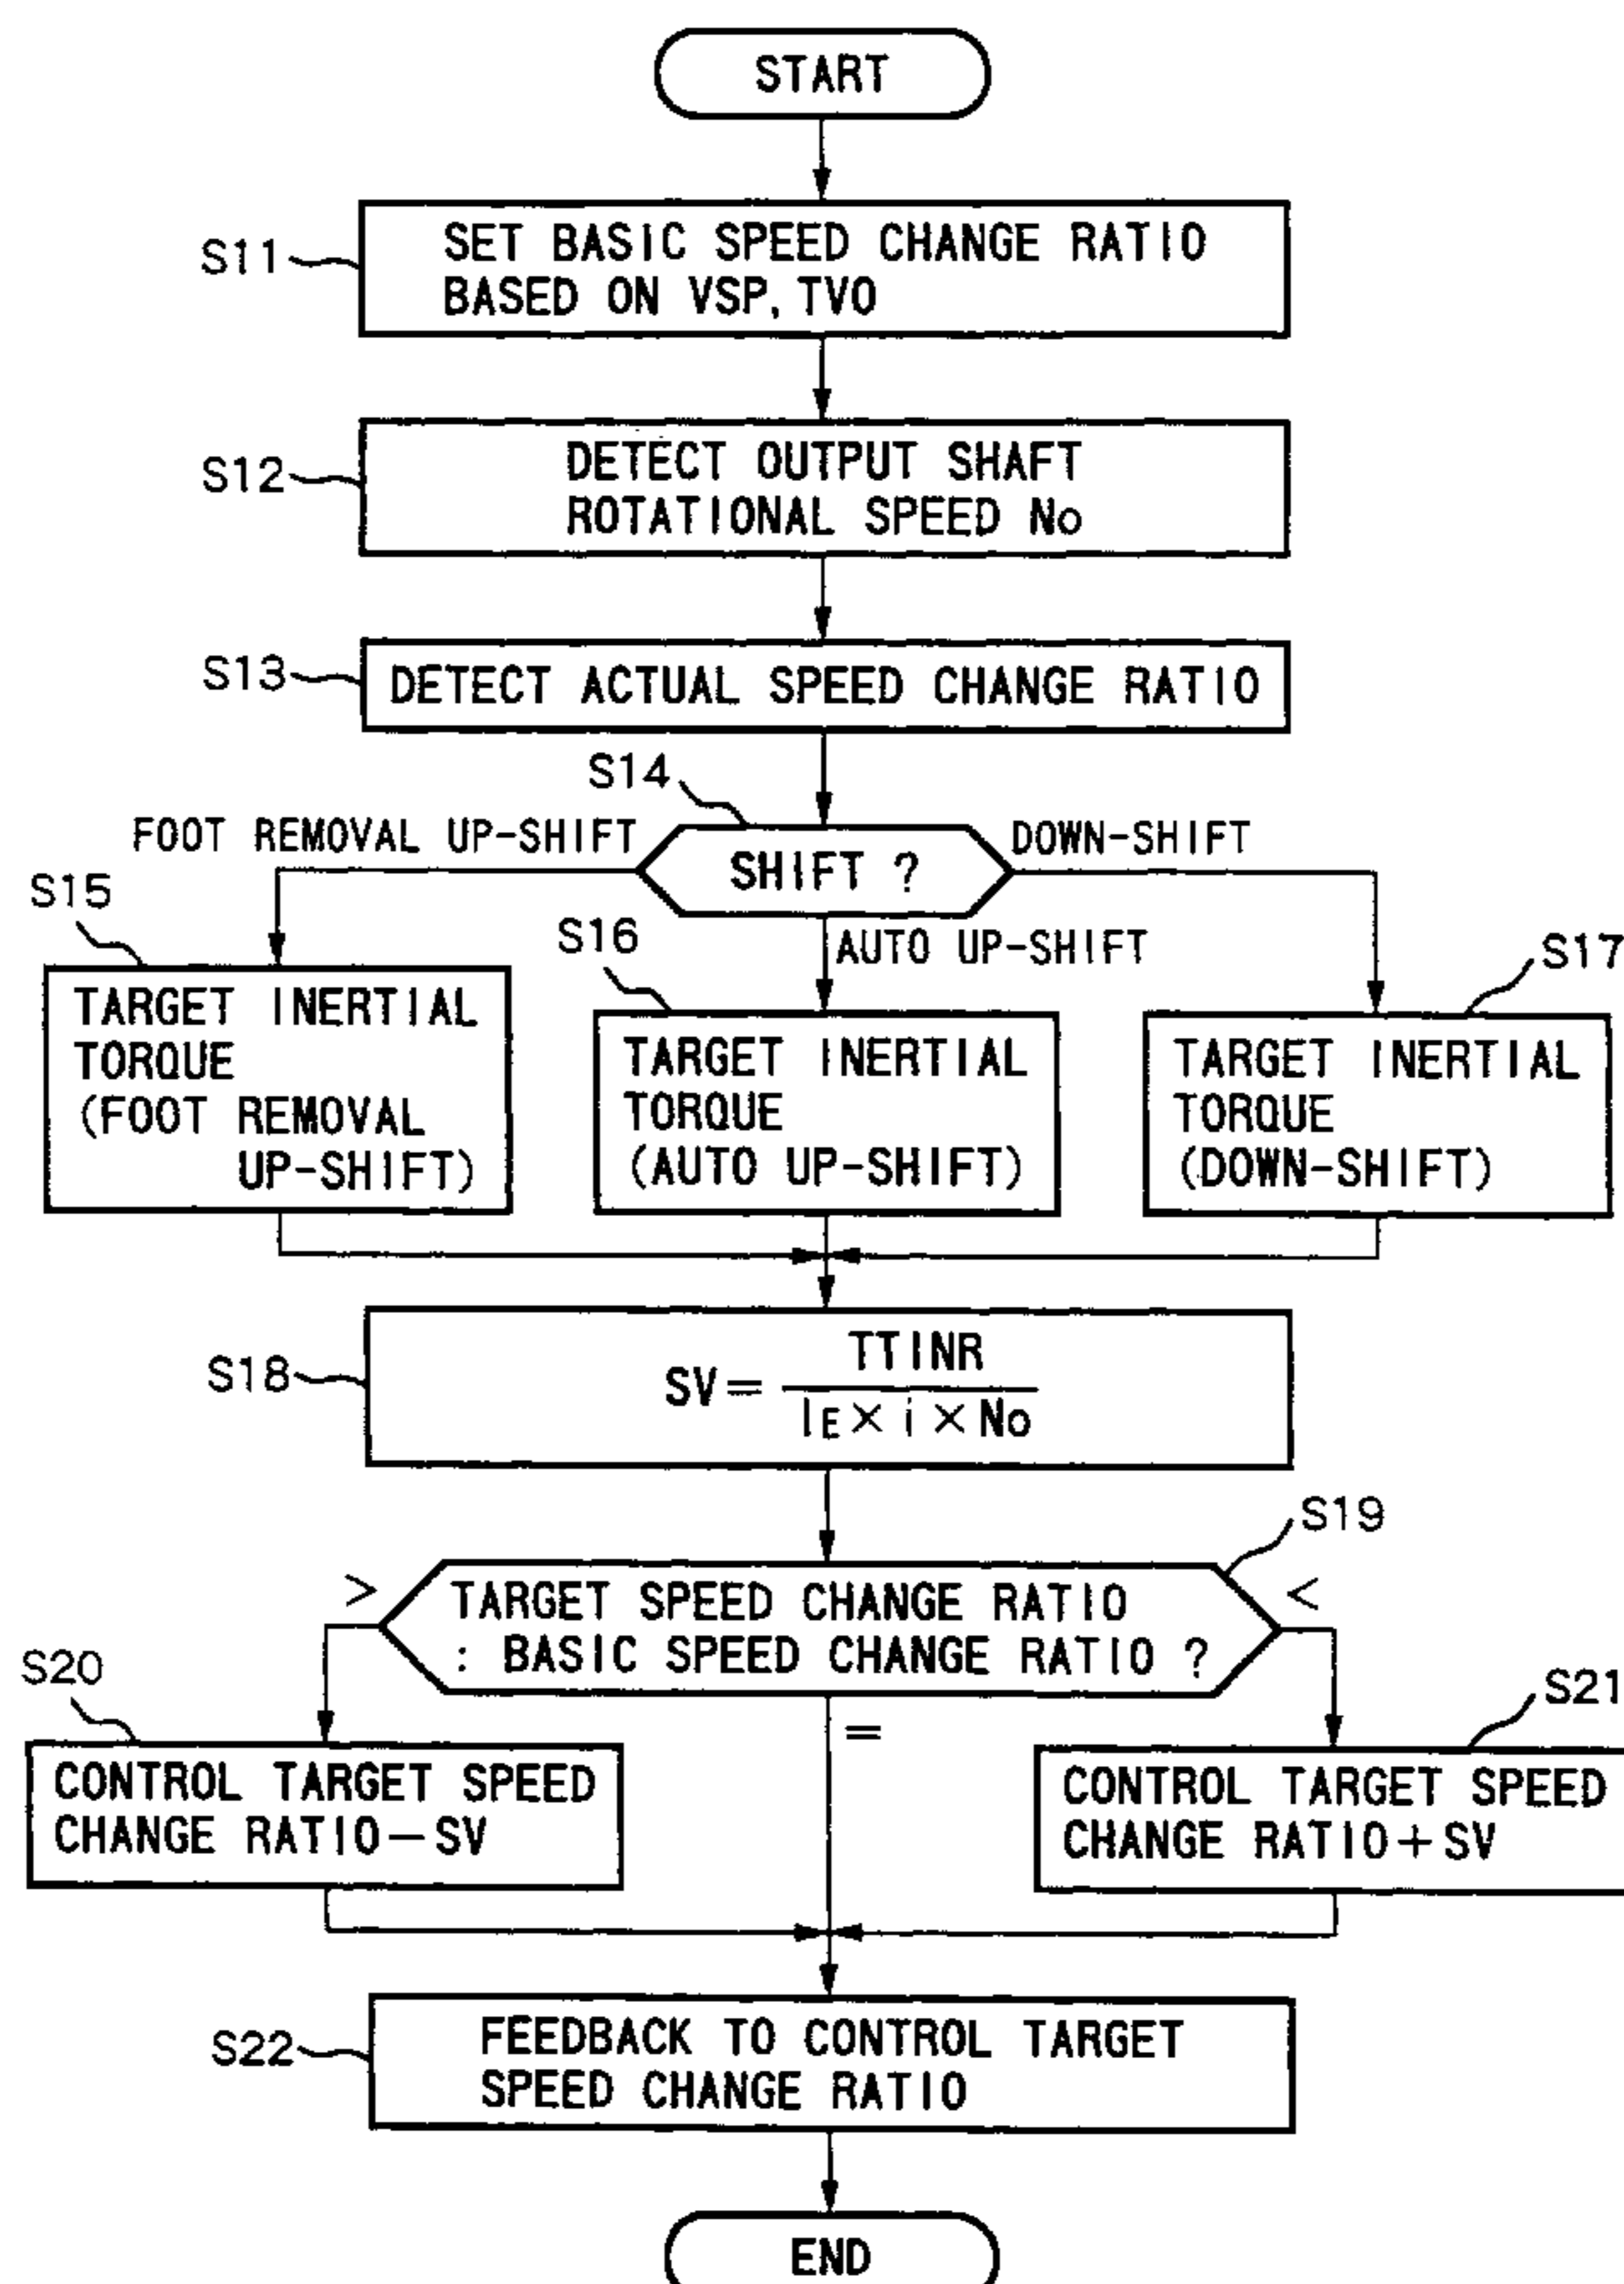 START
S11
SET BASIC SPEED CHANGE RATIO
BASED ON VSP, TVO
S12
DETECT OUTPUT SHAFT
ROTATIONAL SPEED No
S13
DETECT ACTUAL SPEED CHANGE RATIO
S14
FOOT REMOVAL UP-SHIFT
SHIFT ?
DOWN-SHIFT
AUTO UP-SHIFT
S15
TARGET INERTIAL
TORQUE
(FOOT REMOVAL
UP-SHIFT)
S16
TARGET INERTIAL
TORQUE
(AUTO UP-SHIFT)
S17
TARGET INERTIAL
TORQUE
(DOWN-SHIFT)
S18
SV = TTINR / IE × i × No
S19
>
TARGET SPEED CHANGE RATIO
: BASIC SPEED CHANGE RATIO ?
<
=
S20
CONTROL TARGET SPEED
CHANGE RATIO – SV
S21
CONTROL TARGET SPEED
CHANGE RATIO + SV
S22
FEEDBACK TO CONTROL TARGET
SPEED CHANGE RATIO
END